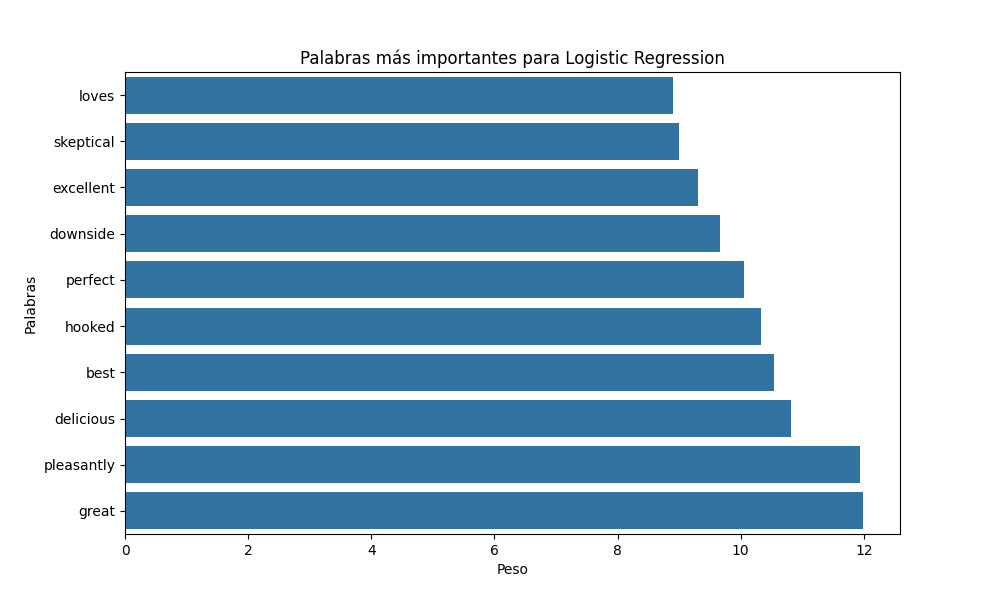 Palabras más importantes para Logistic Regression
loves
skeptical
excellent
downside
perfect
hooked
best
delicious
pleasantly
great
Palabras
0 2 4 6 8 10 12
Peso